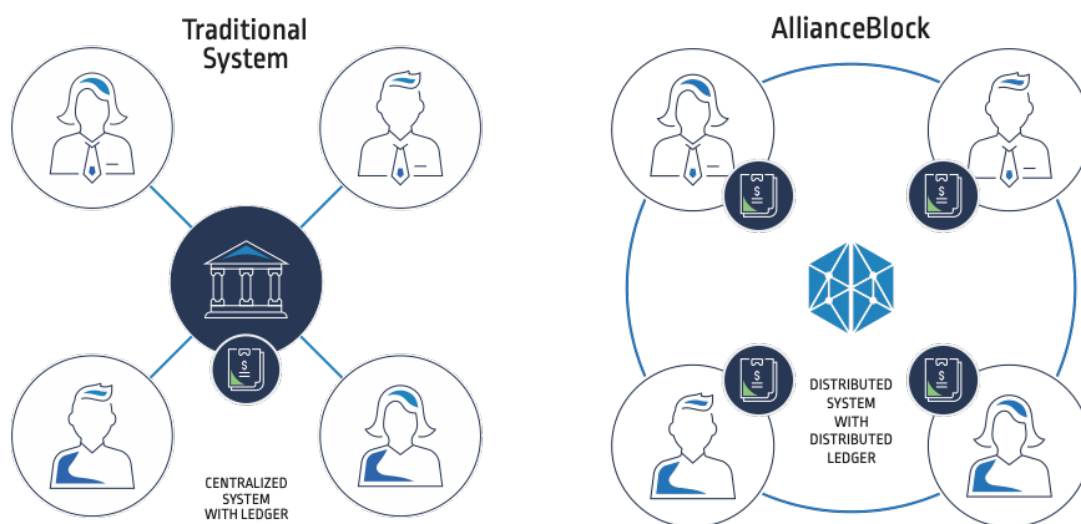 Traditional
System
CENTRALIZED
SYSTEM
WITH LEDGER
AllianceBlock
DISTRIBUTED
SYSTEM
WITH
DISTRIBUTED
LEDGER
$
$
$
$
$